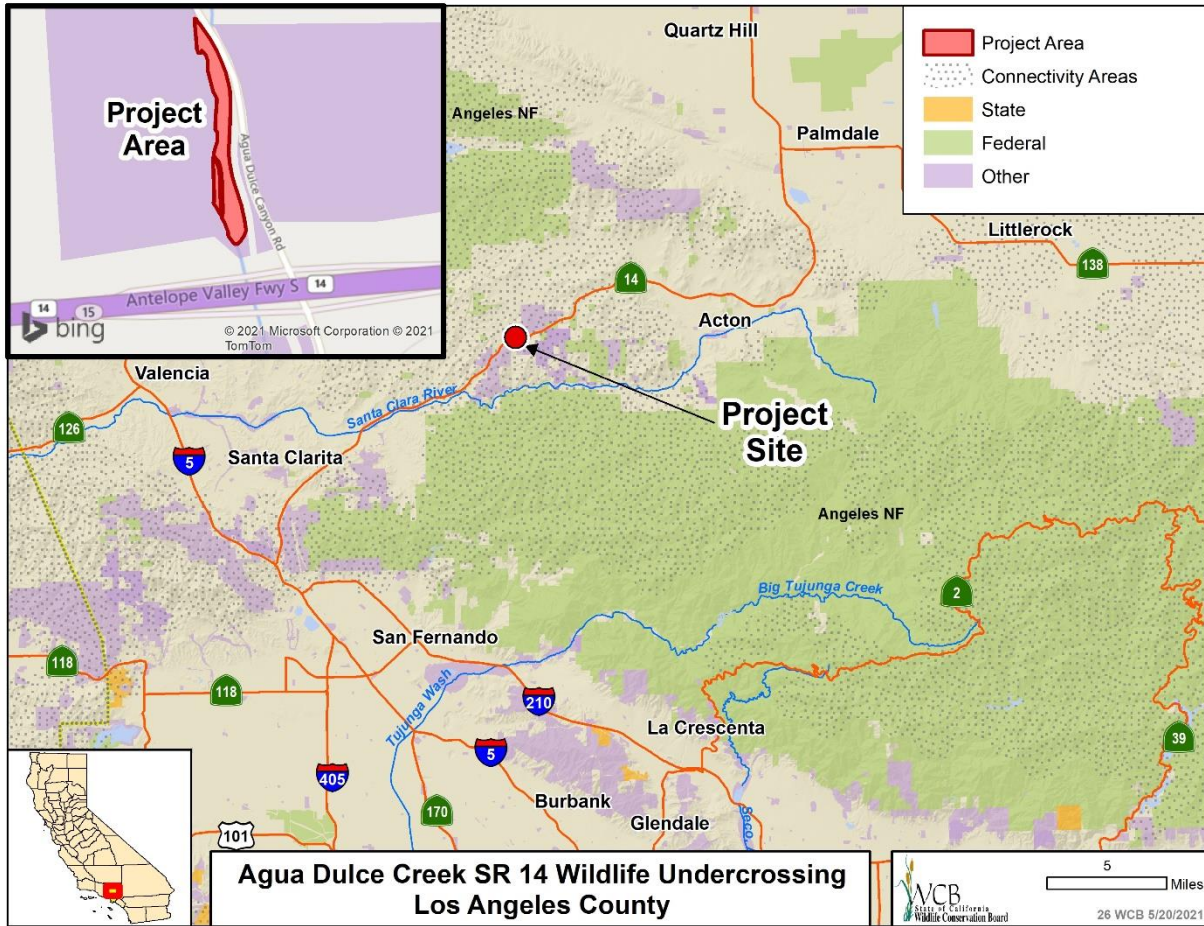 Project
Area
Agua Dulce Canyon Rd
Antelope Valley Fwy S
14
14
15
bing
© 2021 Microsoft Corporation © 2021
TomTom
Project Area
Connectivity Areas
State
Federal
Other
Quartz Hill
Angeles NF
Palmdale
Littlerock
138
14
Acton
Valencia
Santa Clara River
Project
Site
126
5
Santa Clarita
Angeles NF
Big Tujunga Creek
2
San Fernando
118
118
Tujunga Wash
210
La Crescenta
39
5
405
Burbank
170
Seco
Glendale
101
Agua Dulce Creek SR 14 Wildlife Undercrossing
Los Angeles County
WCB
State of California
Wildlife Conservation Board
5
Miles
26 WCB 5/20/2021